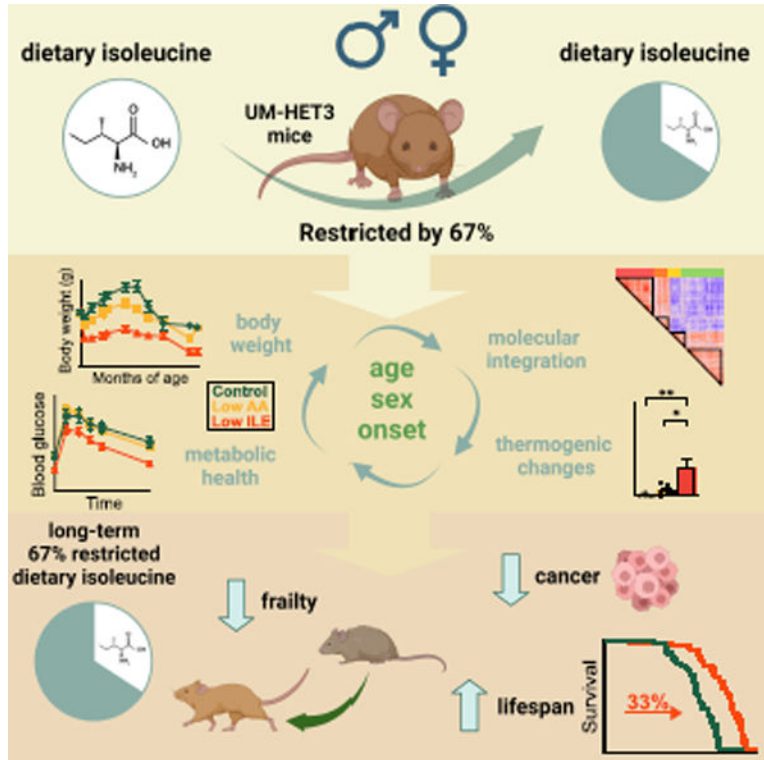 dietary isoleucine
dietary isoleucine
UM-HET3
mice
O
OH
NH2
Restricted by 67%
Body weight (g)
Months of age
body
weight
molecular
integration
age
sex
onset
Control
Low AA
Low ILE
Blood glucose
Time
metabolic
health
thermogenic
changes
**
*
long-term
67% restricted
dietary isoleucine
frailty
cancer
lifespan
Survival
33%